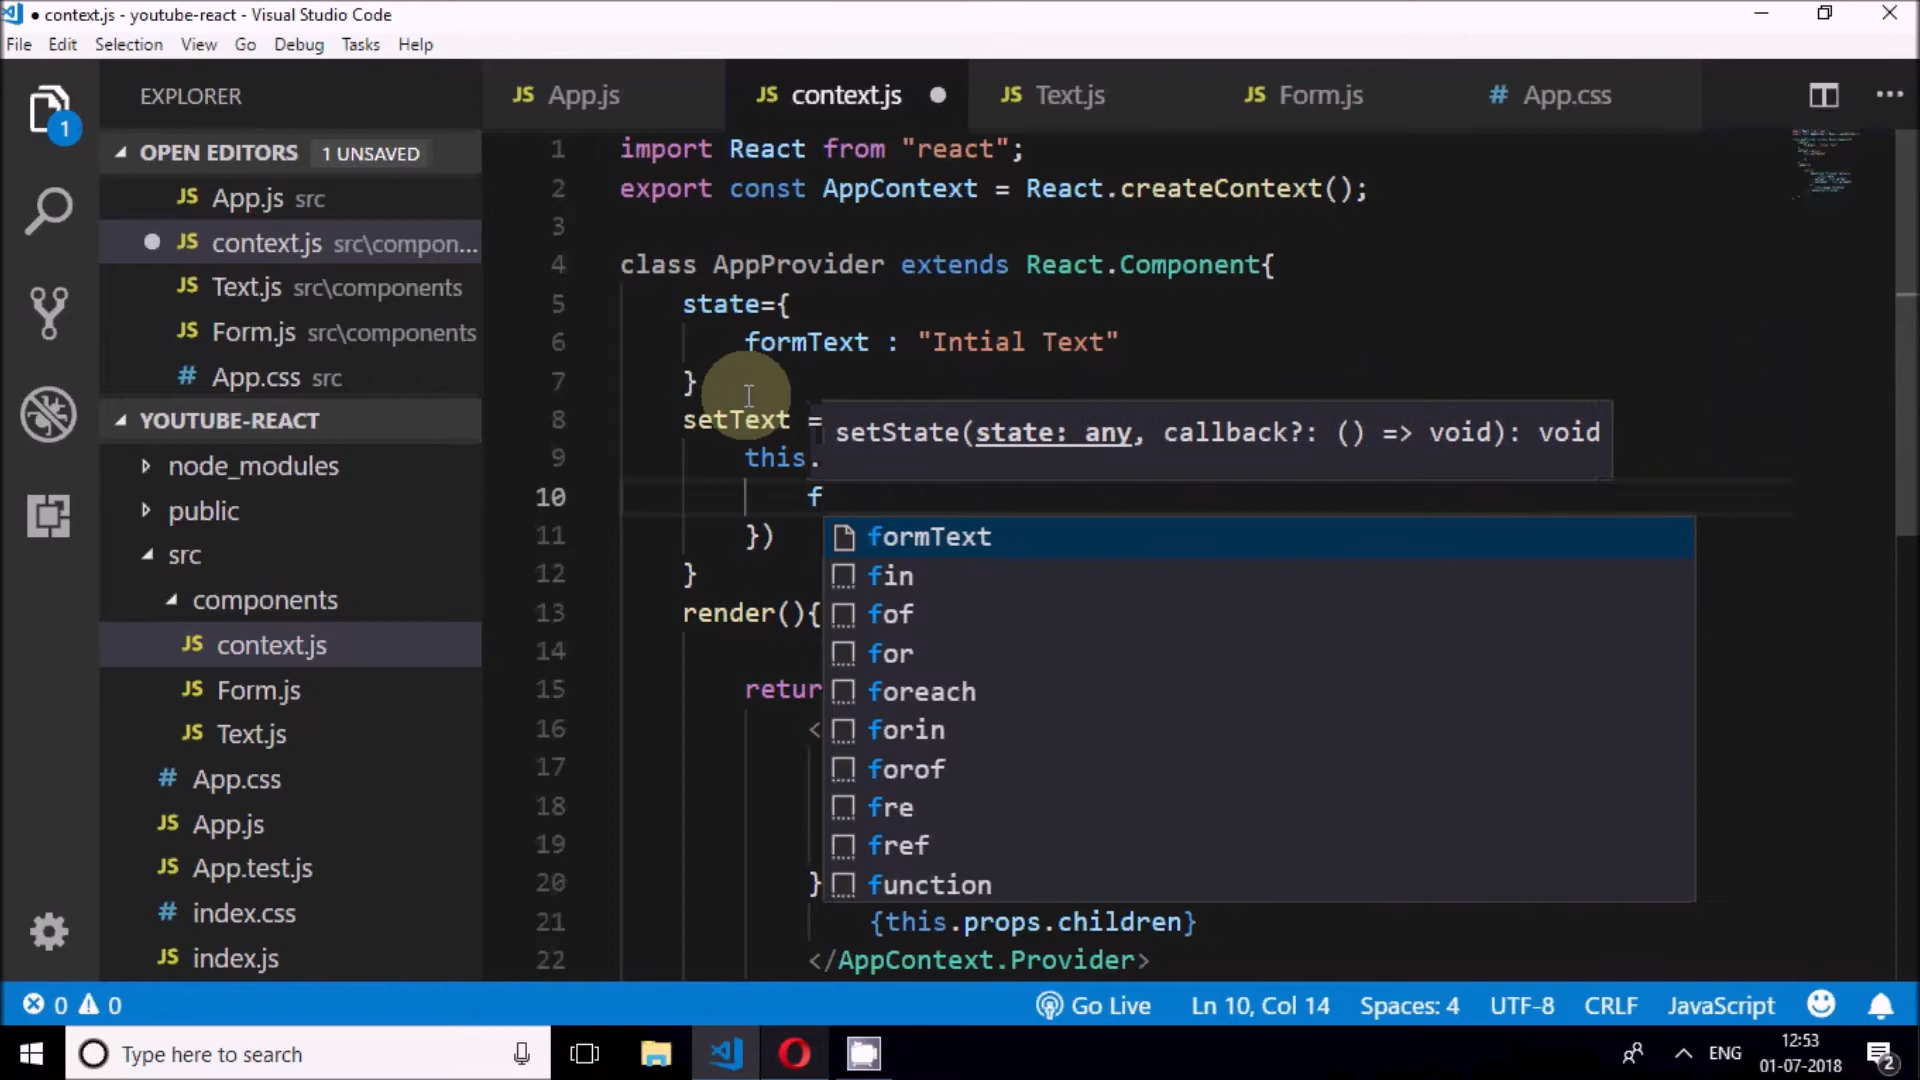 ● context.js - youtube-react - Visual Studio Code
File Edit Selection View Go Debug Tasks Help
EXPLORER
1
JS App.js
JS context.js ●
JS Text.js
JS Form.js
# App.css
OPEN EDITORS 1 UNSAVED
JS App.js src
● JS context.js src\compon...
JS Text.js src\components
JS Form.js src\components
# App.css src
YOUTUBE-REACT
node_modules
public
src
components
JS context.js
JS Form.js
JS Text.js
# App.css
JS App.js
JS App.test.js
# index.css
JS index.js
1 import React from "react";
2 export const AppContext = React.createContext();
3
4 class AppProvider extends React.Component{
5 state={
6 formText : "Intial Text"
7 }
8 setText =
setState(state: any, callback?: () => void): void
9 this.
10 f
11 })
12 }
13 render(){
14
15 retur
16 <
17
18
19
20 }
21 {this.props.children}
22 </AppContext.Provider>
formText
fin
fof
for
foreach
forin
forof
fre
fref
function
0 0
Go Live Ln 10, Col 14 Spaces: 4 UTF-8 CRLF JavaScript
Type here to search
ENG
12:53
01-07-2018
2